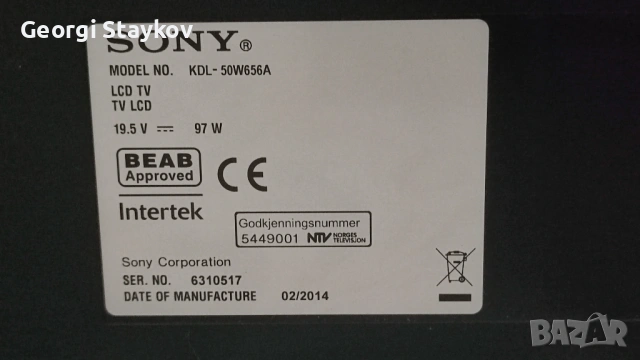 Georgi Staykov
SONY®
MODEL NO. KDL-50W656A
LCD TV
TV LCD
19.5 V ⎓ 97 W
BEAB
Approved
CE
Intertek
Godkjenningsnummer
5449001 NTV NORGES TELEVISJON
Sony Corporation
SER. NO. 6310517
DATE OF MANUFACTURE 02/2014
BAZAR